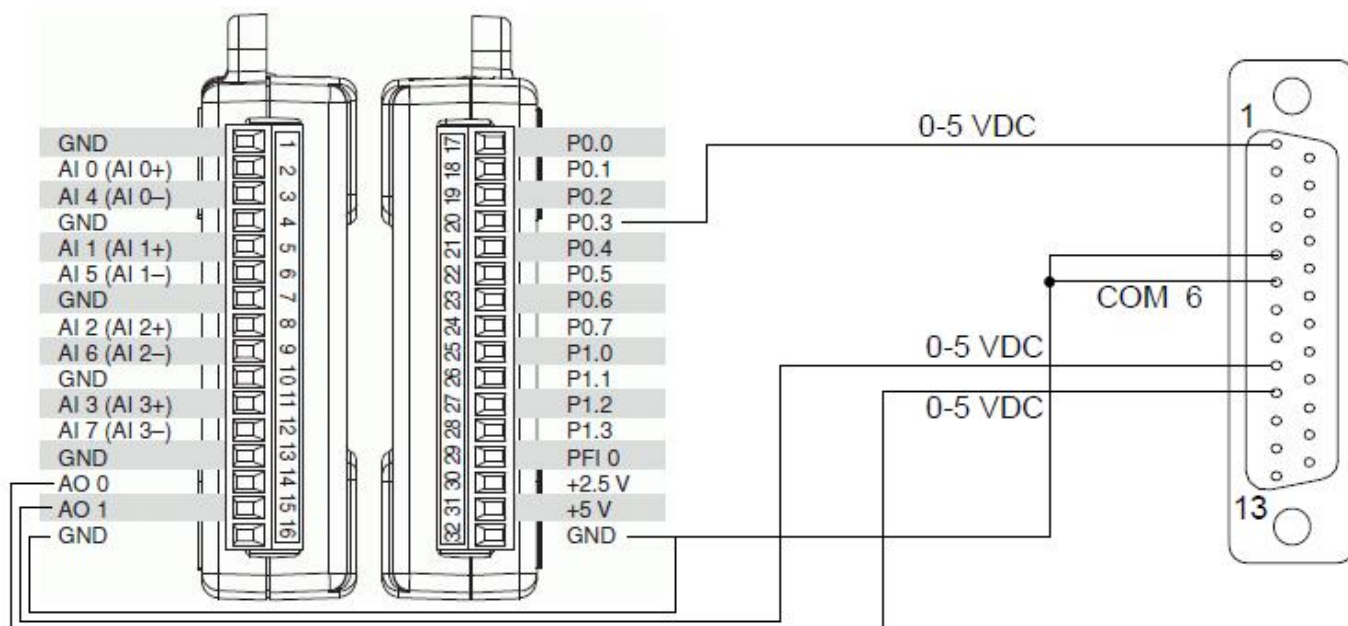 GND
AI 0 (AI 0+)
AI 4 (AI 0–)
GND
AI 1 (AI 1+)
AI 5 (AI 1–)
GND
AI 2 (AI 2+)
AI 6 (AI 2–)
GND
AI 3 (AI 3+)
AI 7 (AI 3–)
GND
AO 0
AO 1
GND
1
2
3
4
5
6
7
8
9
10
11
12
13
14
15
16
17
18
19
20
21
22
23
24
25
26
27
28
29
30
31
32
P0.0
P0.1
P0.2
P0.3
P0.4
P0.5
P0.6
P0.7
P1.0
P1.1
P1.2
P1.3
PFI 0
+2.5 V
+5 V
GND
0-5 VDC
COM 6
0-5 VDC
0-5 VDC
1
13